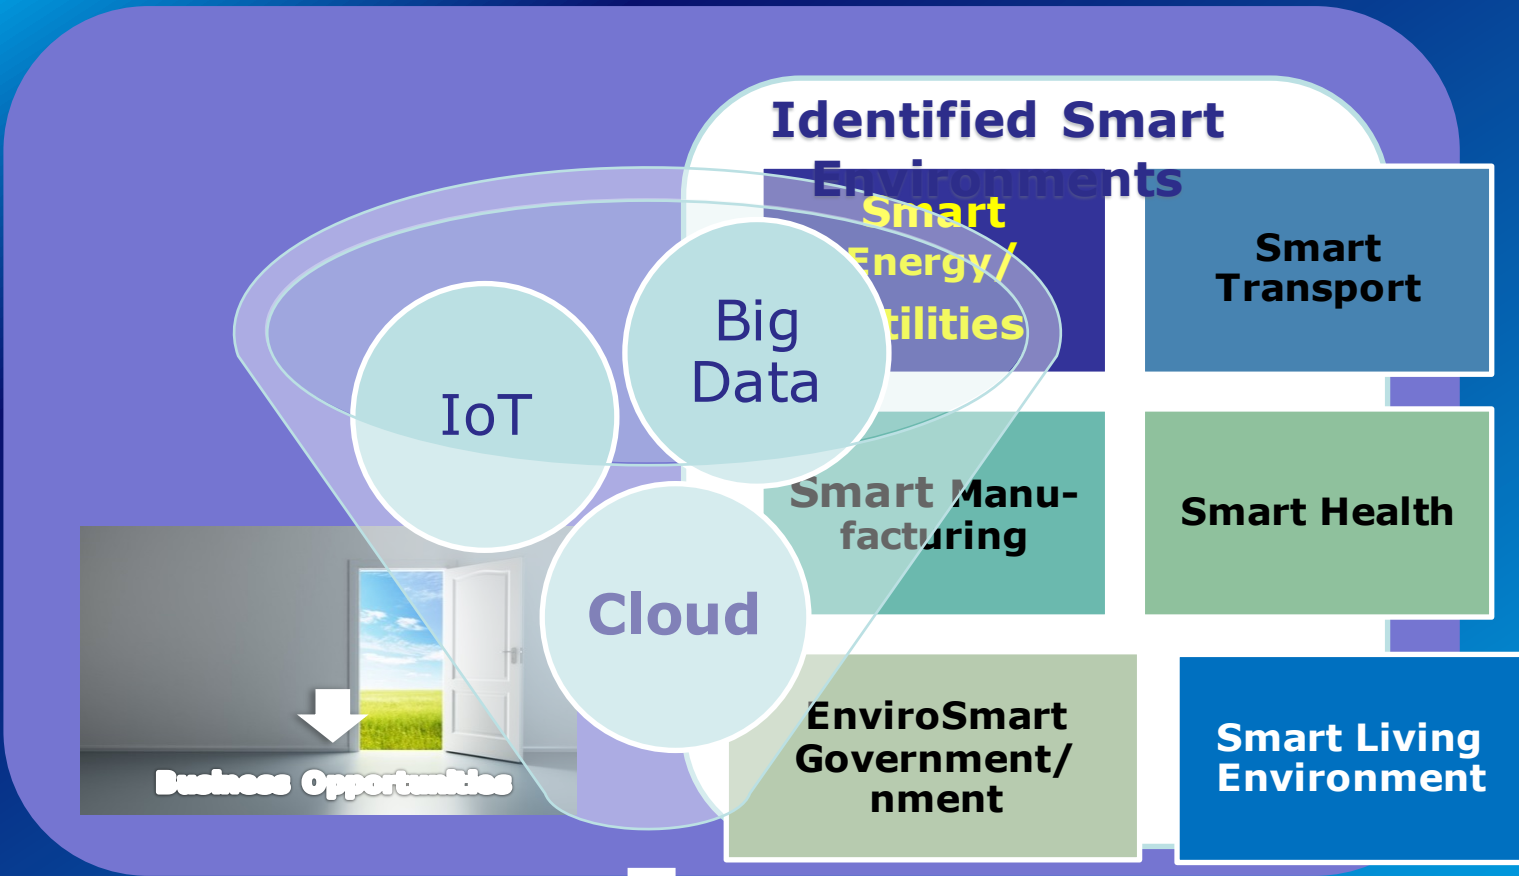 Identified Smart
Environments
Smart
Energy/
tilities
Smart
Transport
Big
Data
IoT
Smart Manu-
facturing
Smart Health
Cloud
EnviroSmart
Government/
nment
Smart Living
Environment
Business Opportunities